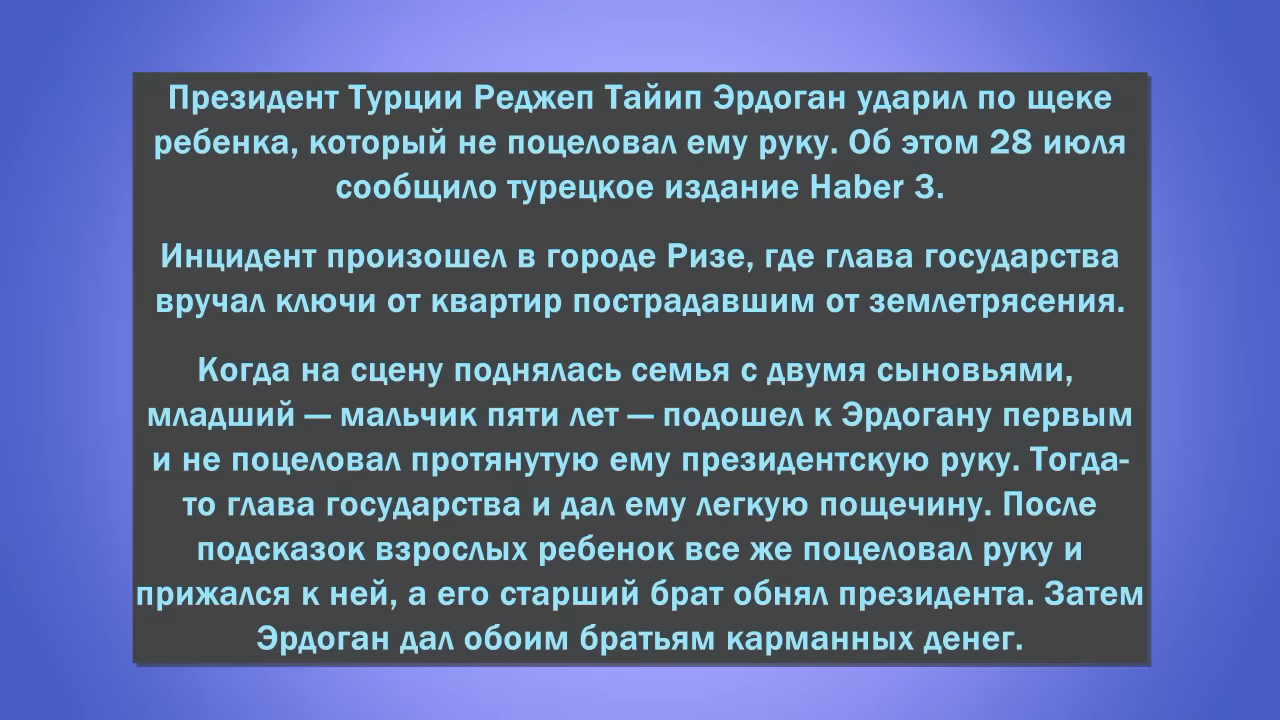 Президент Турции Реджеп Тайип Эрдоган ударил по щеке
ребенка, который не поцеловал ему руку. Об этом 28 июля
сообщило турецкое издание Haber 3.
Инцидент произошел в городе Ризе, где глава государства
вручал ключи от квартир пострадавшим от землетрясения.
Когда на сцену поднялась семья с двумя сыновьями,
младший — мальчик пяти лет — подошел к Эрдогану первым
и не поцеловал протянутую ему президентскую руку. Тогда-
то глава государства и дал ему легкую пощечину. После
подсказок взрослых ребенок все же поцеловал руку и
прижался к ней, а его старший брат обнял президента. Затем
Эрдоган дал обоим братьям карманных денег.